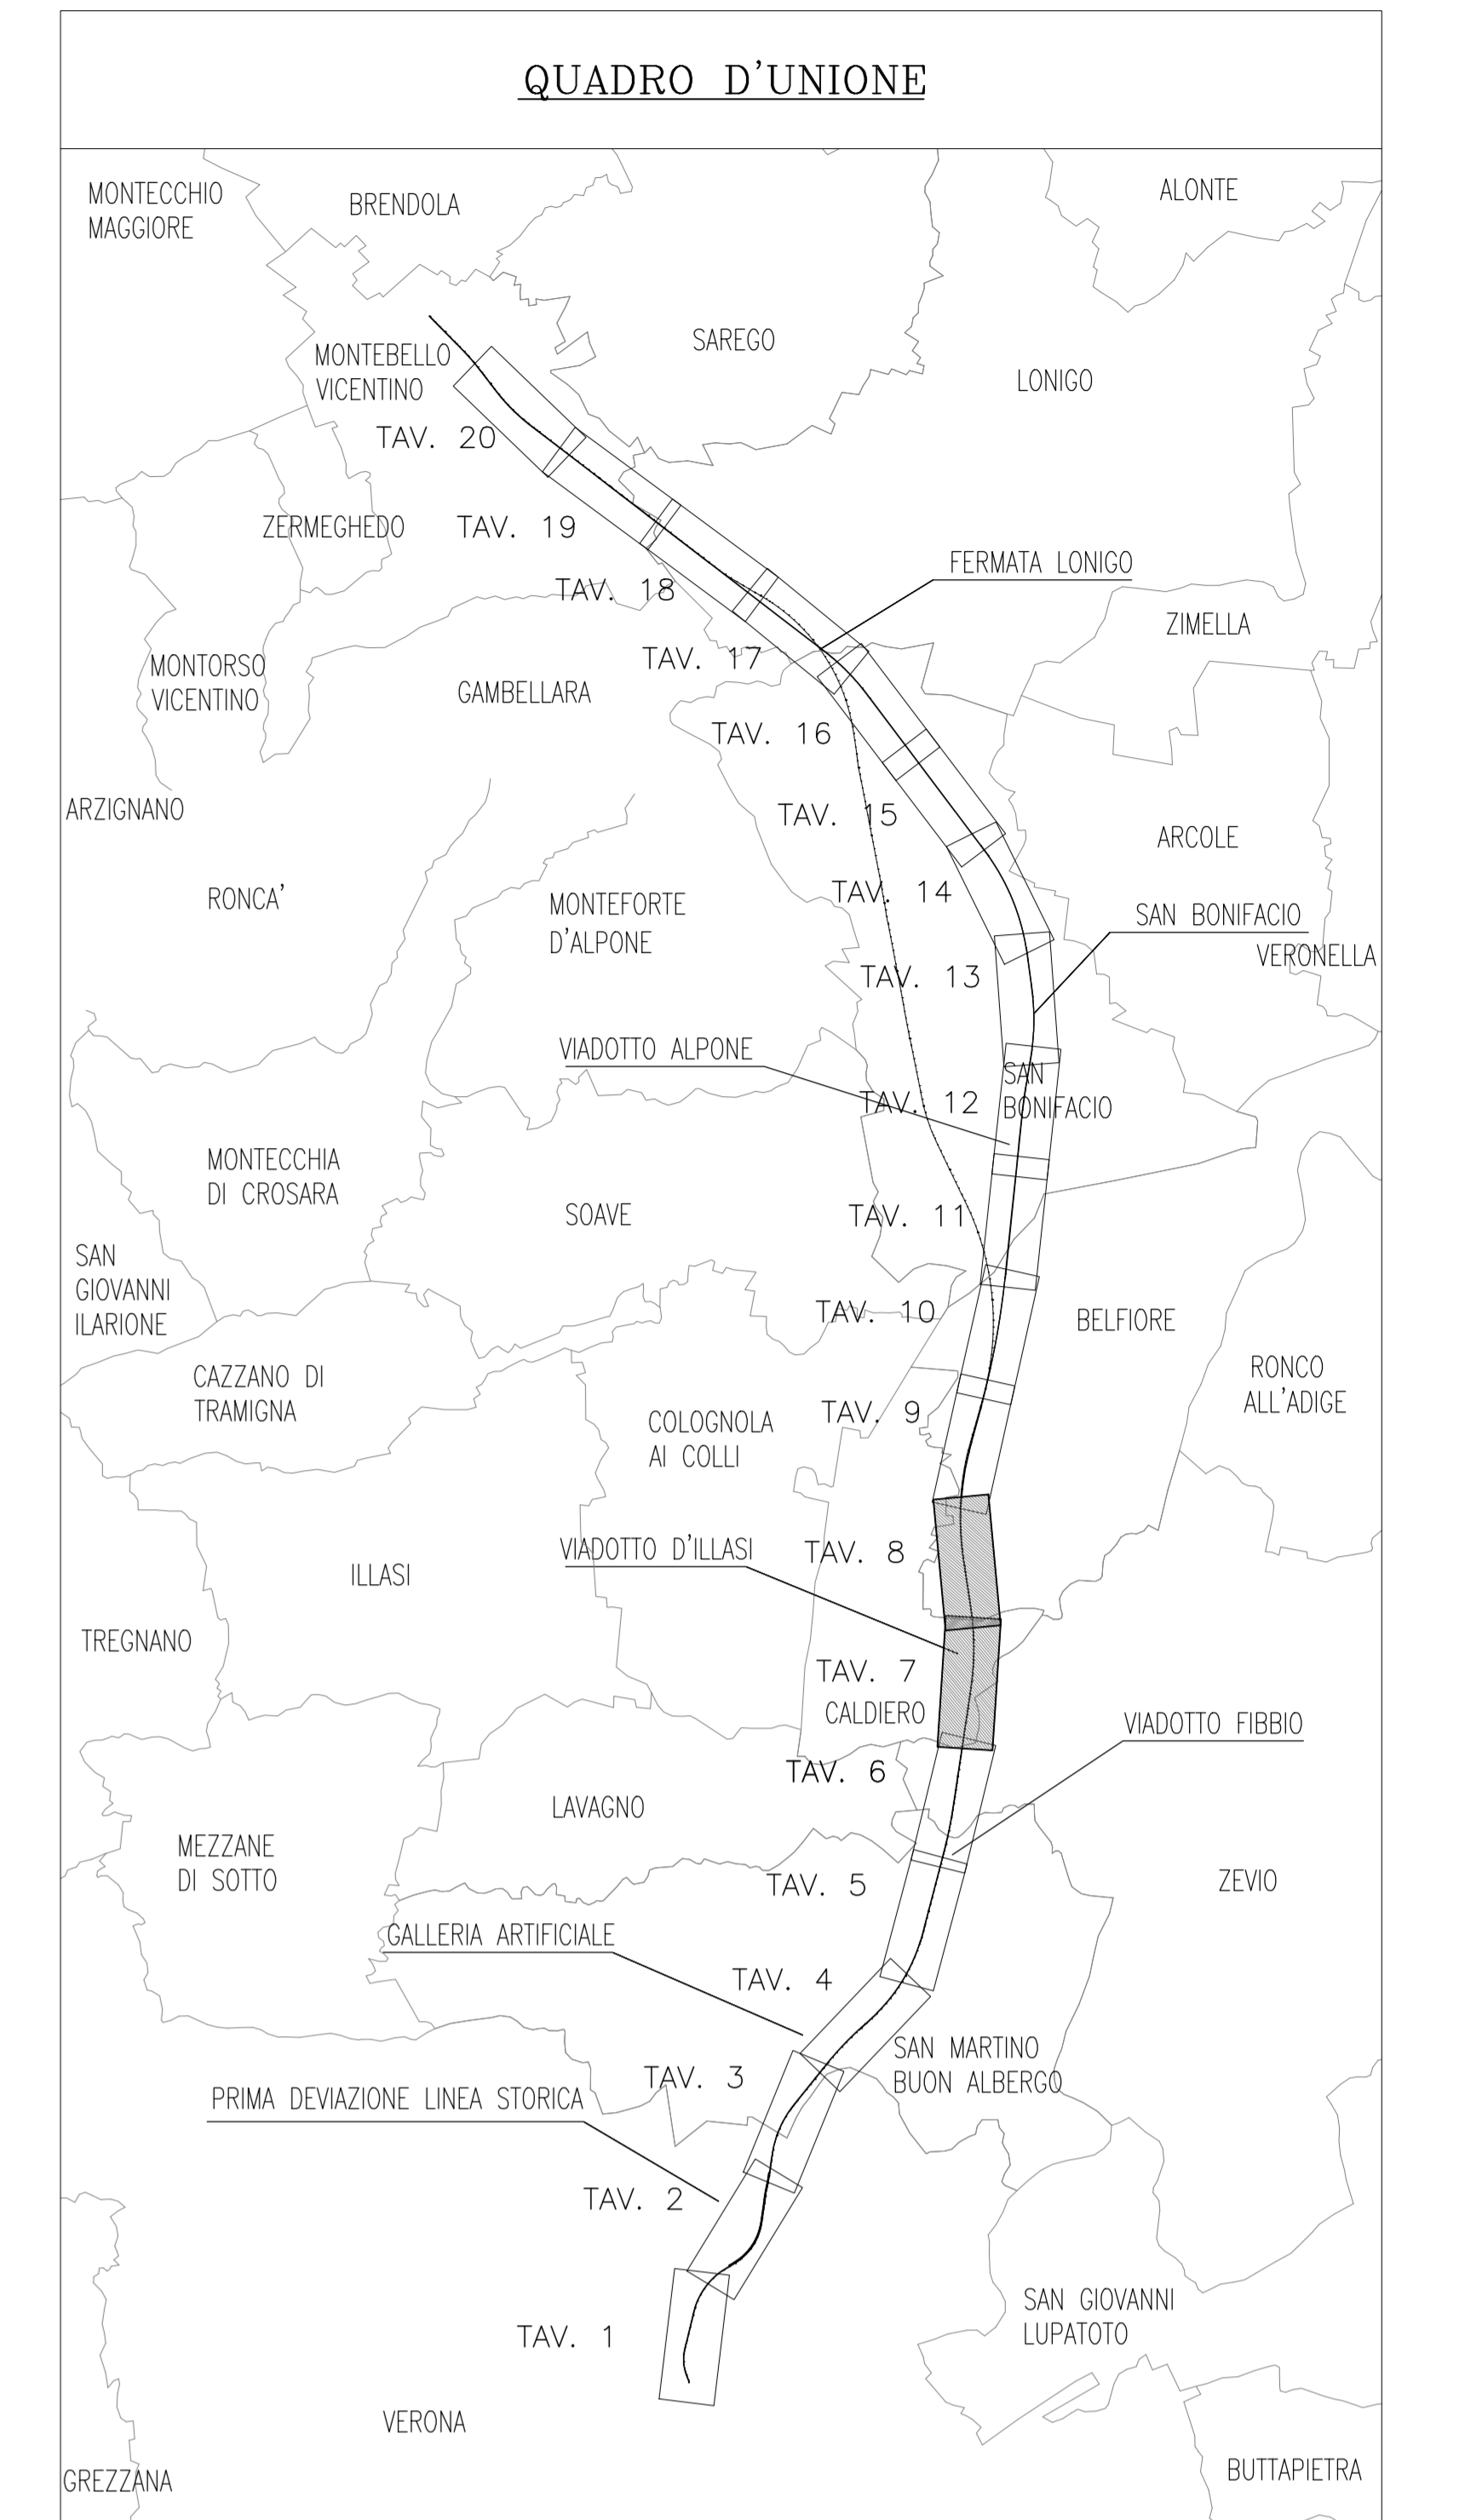 QUADRO D'UNIONE
MONTECCHIO
MAGGIORE
BRENDOLA
ALONTE
SAREGO
MONTEBELLO
VICENTINO
LONIGO
TAV. 20
ZERMEGHEDO
TAV. 19
FERMATA LONIGO
TAV. 18
ZIMELLA
TAV. 17
MONTORSO
VICENTINO
GAMBELLARA
TAV. 16
ARZIGNANO
TAV. 15
ARCOLE
RONCA'
MONTEFORTE
D'ALPONE
TAV. 14
SAN BONIFACIO
VERONELLA
TAV. 13
VIADOTTO ALPONE
SAN
BONIFACIO
TAV. 12
MONTECCHIA
DI CROSARA
SOAVE
TAV. 11
SAN
GIOVANNI
ILARIONE
TAV. 10
BELFIORE
CAZZANO DI
TRAMIGNA
RONCO
ALL'ADIGE
COLOGNOLA
AI COLLI
TAV. 9
VIADOTTO D'ILLASI
TAV. 8
ILLASI
TREGNANO
TAV. 7
CALDIERO
VIADOTTO FIBBIO
TAV. 6
LAVAGNO
MEZZANE
DI SOTTO
TAV. 5
ZEVIO
GALLERIA ARTIFICIALE
TAV. 4
SAN MARTINO
BUON ALBERGO
TAV. 3
PRIMA DEVIAZIONE LINEA STORICA
TAV. 2
SAN GIOVANNI
LUPATOTO
TAV. 1
VERONA
GREZZANA
BUTTAPIETRA